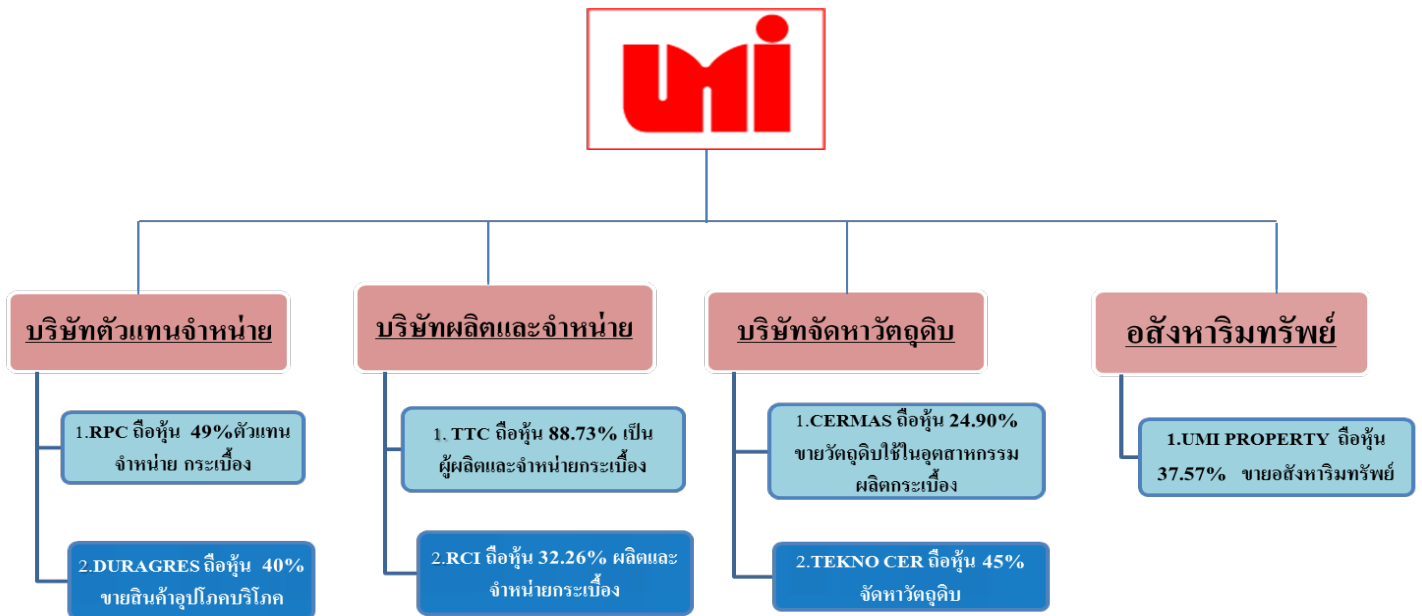 umi
บริษัทตัวแทนจำหน่าย
บริษัทผลิตและจำหน่าย
บริษัทจัดหาวัตถุดิบ
อสังหาริมทรัพย์
1.RPC ถือหุ้น 49%ตัวแทน
จำหน่าย กระเบื้อง
2.DURAGRES ถือหุ้น 40%
ขายสินค้าอุปโภคบริโภค
1. TTC ถือหุ้น 88.73% เป็น
ผู้ผลิตและจำหน่ายกระเบื้อง
2.RCI ถือหุ้น 32.26% ผลิตและ
จำหน่ายกระเบื้อง
1.CERMAS ถือหุ้น 24.90%
ขายวัตถุดิบใช้ในอุตสาหกรรม
ผลิตกระเบื้อง
2.TEKNO CER ถือหุ้น 45%
จัดหาวัตถุดิบ
1.UMI PROPERTY ถือหุ้น
37.57% ขายอสังหาริมทรัพย์